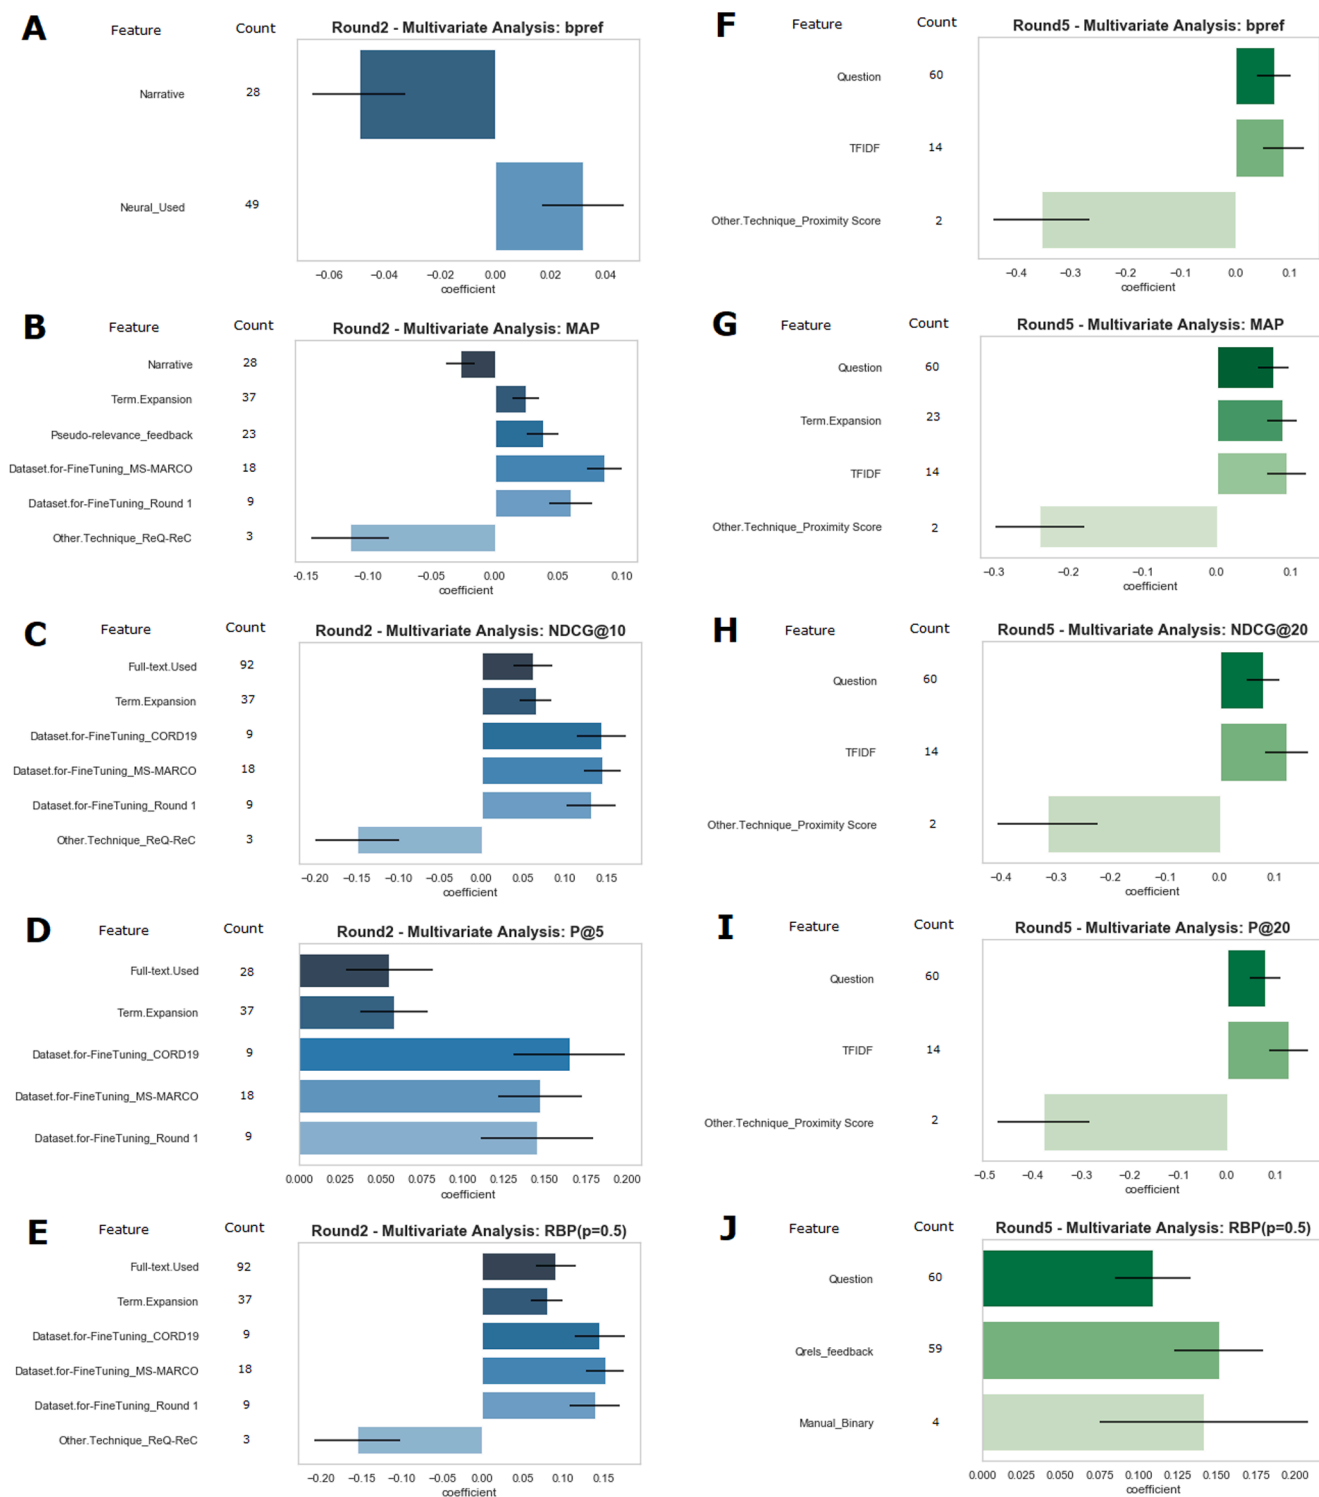 A Feature Count Round2 - Multivariate Analysis: bpref
Narrative 28
Neural_Used 49
−0.06 −0.04 −0.02 0.00 0.02 0.04
coefficient
B Feature Count Round2 - Multivariate Analysis: MAP
Narrative 28
Term.Expansion 37
Pseudo-relevance_feedback 23
Dataset.for-FineTuning_MS-MARCO 18
Dataset.for-FineTuning_Round 1 9
Other.Technique_ReQ-ReC 3
−0.15 −0.10 −0.05 0.00 0.05 0.10
coefficient
C Feature Count Round2 - Multivariate Analysis: NDCG@10
Full-text.Used 92
Term.Expansion 37
Dataset.for-FineTuning_CORD19 9
Dataset.for-FineTuning_MS-MARCO 18
Dataset.for-FineTuning_Round 1 9
Other.Technique_ReQ-ReC 3
−0.20 −0.15 −0.10 −0.05 0.00 0.05 0.10 0.15
coefficient
D Feature Count Round2 - Multivariate Analysis: P@5
Full-text.Used 28
Term.Expansion 37
Dataset.for-FineTuning_CORD19 9
Dataset.for-FineTuning_MS-MARCO 18
Dataset.for-FineTuning_Round 1 9
0.000 0.025 0.050 0.075 0.100 0.125 0.150 0.175 0.200
coefficient
E Feature Count Round2 - Multivariate Analysis: RBP(p=0.5)
Full-text.Used 92
Term.Expansion 37
Dataset.for-FineTuning_CORD19 9
Dataset.for-FineTuning_MS-MARCO 18
Dataset.for-FineTuning_Round 1 9
Other.Technique_ReQ-ReC 3
−0.20 −0.15 −0.10 −0.05 0.00 0.05 0.10 0.15
coefficient
F Feature Count Round5 - Multivariate Analysis: bpref
Question 60
TFIDF 14
Other.Technique_Proximity Score 2
−0.4 −0.3 −0.2 −0.1 0.0 0.1
coefficient
G Feature Count Round5 - Multivariate Analysis: MAP
Question 60
Term.Expansion 23
TFIDF 14
Other.Technique_Proximity Score 2
−0.3 −0.2 −0.1 0.0 0.1
coefficient
H Feature Count Round5 - Multivariate Analysis: NDCG@20
Question 60
TFIDF 14
Other.Technique_Proximity Score 2
−0.4 −0.3 −0.2 −0.1 0.0 0.1
coefficient
I Feature Count Round5 - Multivariate Analysis: P@20
Question 60
TFIDF 14
Other.Technique_Proximity Score 2
−0.5 −0.4 −0.3 −0.2 −0.1 0.0 0.1
coefficient
J Feature Count Round5 - Multivariate Analysis: RBP(p=0.5)
Question 60
Qrels_feedback 59
Manual_Binary 4
0.000 0.025 0.050 0.075 0.100 0.125 0.150 0.175 0.200
coefficient